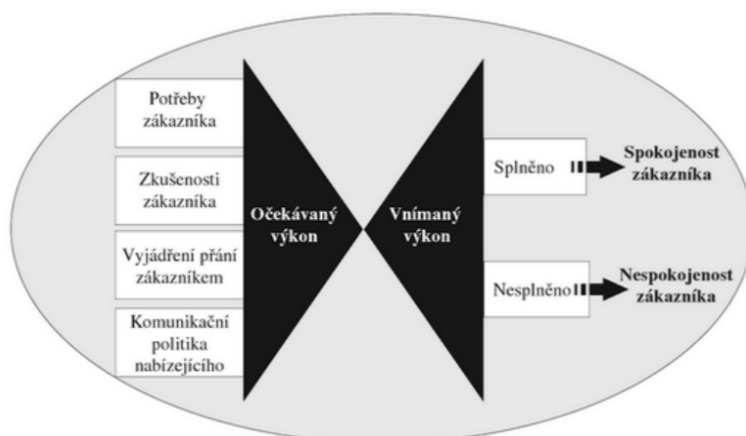 Potřeby
zákazníka
Zkušenosti
zákazníka
Vyjádření přání
zákazníkem
Komunikační
politika
nabízejícího
Očekávaný
výkon
Vnímaný
výkon
Splněno
Spokojenost
zákazníka
Nesplněno
Nespokojenost
zákazníka